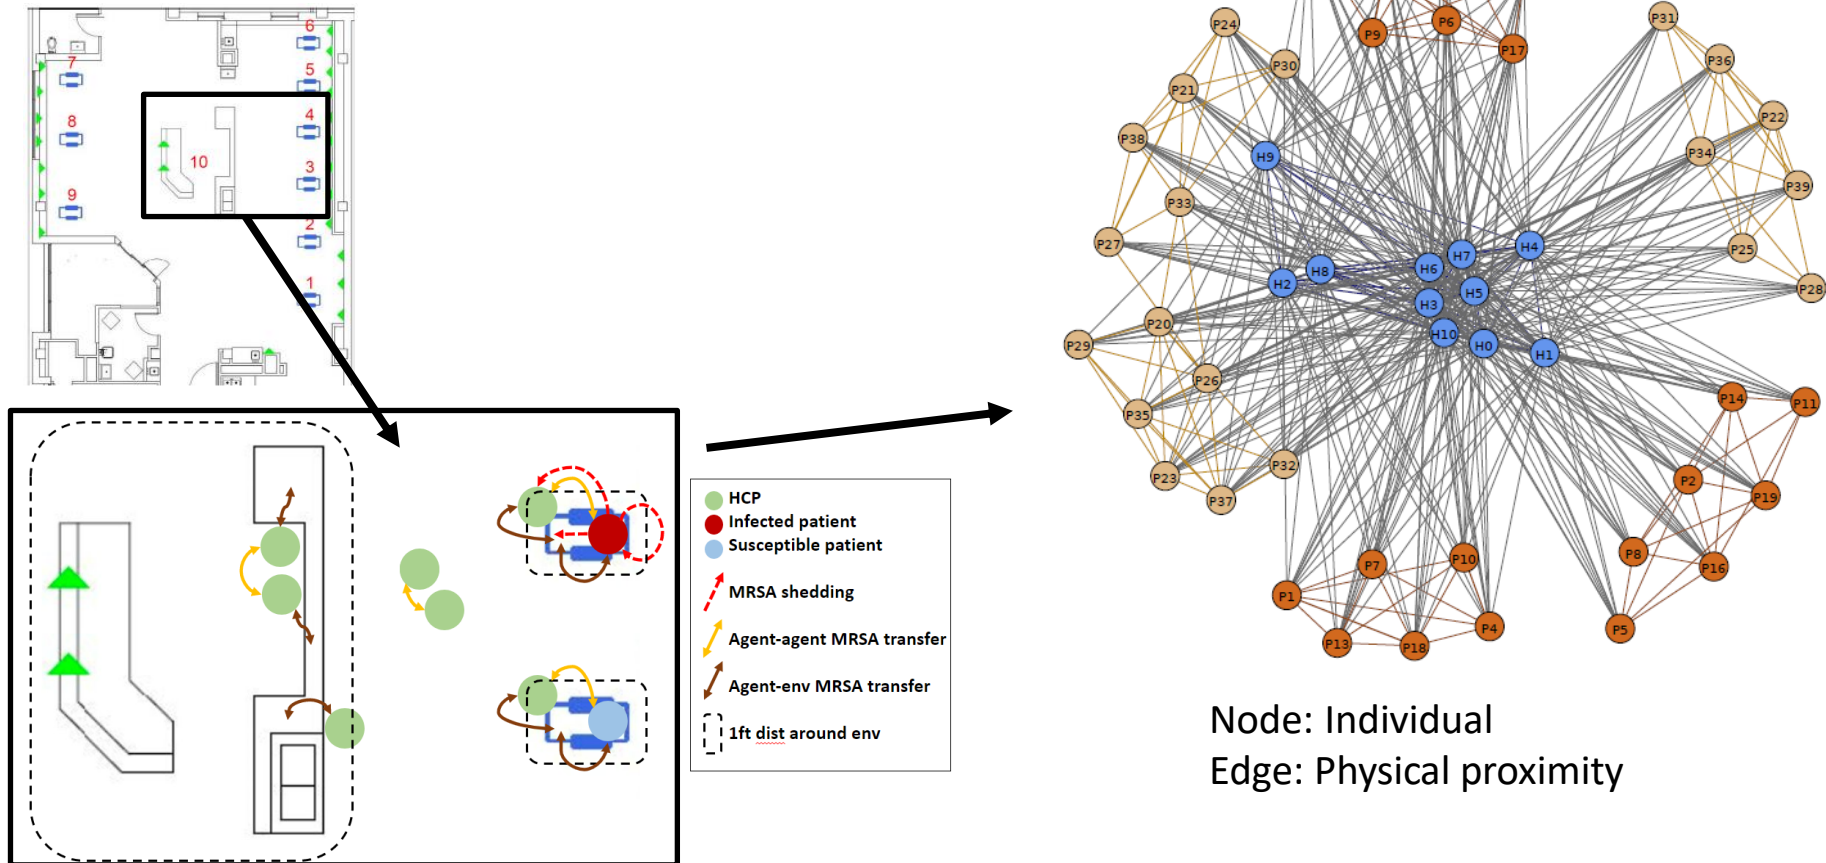 6
5
4
3
2
1
7
8
9
10
HCP
Infected patient
Susceptible patient
MRSA shedding
Agent-agent MRSA transfer
Agent-env MRSA transfer
1ft dist around env
P24
P9
P6
P17
P31
P30
P36
P21
P22
P38
P34
H9
P39
P33
P27
H4
P25
H7
H6
H8
H2
H5
P28
H3
P20
H10
P29
H0
H1
P26
P14
P11
P35
P32
P23
P2
P19
P37
P8
P10
P7
P16
P1
P4
P5
P13
P18
Node: Individual
Edge: Physical proximity